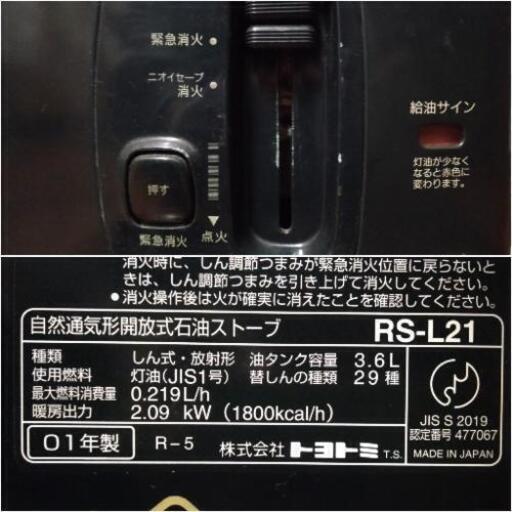 緊急消火
ニオイセーブ
消火
押す
緊急消火
点火
給油サイン
灯油が少なく
なると赤色に
変わります。
消火時に、しん調節つまみが緊急消火位置に戻らないと
きは、しん調節つまみを引き上げて消火してください。
●消火操作後は火が確実に消えたことを確認してください。
自然通気形開放式石油ストーブ RS-L21
種類 しん式・放射形 油タンク容量 3.6L
使用燃料 灯油(JIS1号) 替しんの種類 29種
最大燃料消費量 0.219L/h
暖房出力 2.09 kW (1800kcal/h)
01年製 R-5 株式会社トヨトミ T.S.
JIS S 2019
認定番号 477067
MADE IN JAPAN